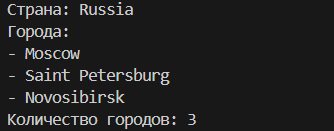 Страна: Russia
Города:
- Moscow
- Saint Petersburg
- Novosibirsk
Количество городов: 3